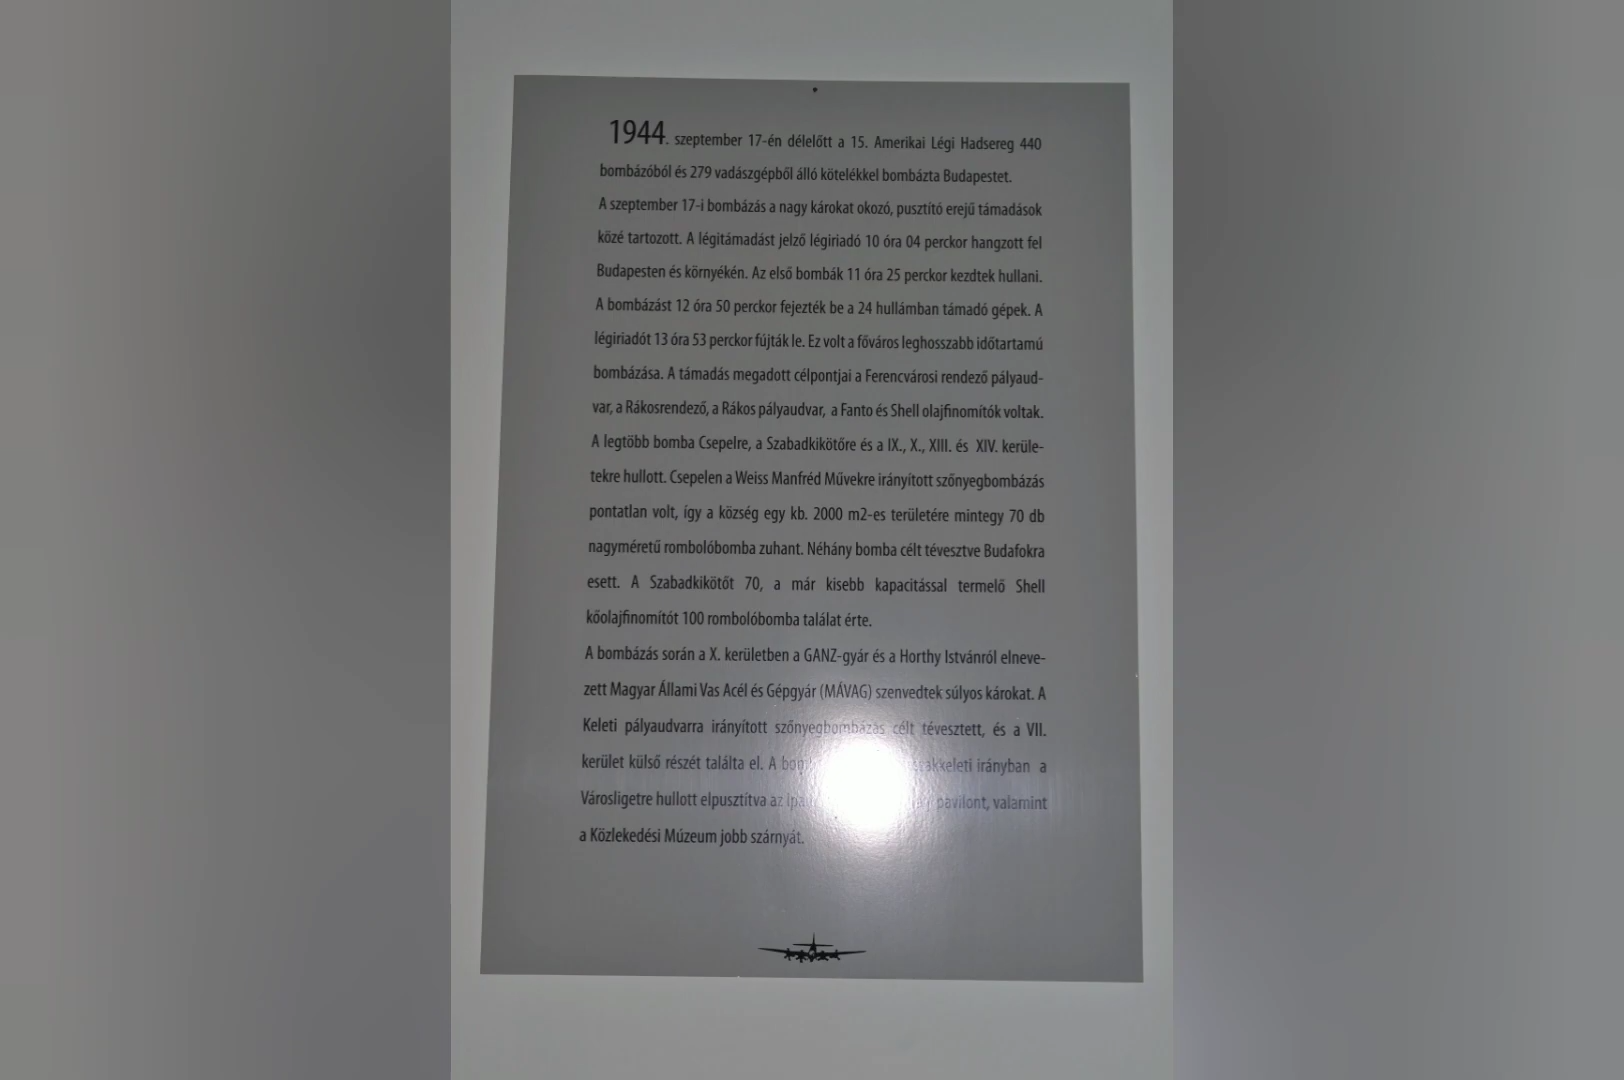 1944. szeptember 17-én délelőtt a 15. Amerikai Légi Hadsereg 440
bombázóból és 279 vadászgépből álló kötelékkel bombázta Budapestet.
A szeptember 17-i bombázás a nagy károkat okozó, pusztító erejű támadások
közé tartozott. A légitámadást jelző légiriadó 10 óra 04 perckor hangzott fel
Budapesten és környékén. Az első bombák 11 óra 25 perckor kezdtek hullani.
A bombázást 12 óra 50 perckor fejezték be a 24 hullámban támadó gépek. A
légiriadót 13 óra 53 perckor fújták le. Ez volt a főváros leghosszabb időtartamú
bombázása. A támadás megadott célpontjai a Ferencvárosi rendező pályaud-
var, a Rákosrendező, a Rákos pályaudvar, a Fanto és Shell olajfinomítók voltak.
A legtöbb bomba Csepelre, a Szabadkikötőre és a IX., X., XIII. és XIV. kerüle-
tekre hullott. Csepelen a Weiss Manfréd Művekre irányított szőnyegbombázás
pontatlan volt, így a község egy kb. 2000 m2-es területére mintegy 70 db
nagyméretű rombolóbomba zuhant. Néhány bomba célt tévesztve Budafokra
esett. A Szabadkikötőt 70, a már kisebb kapacitással termelő Shell
kőolajfinomítót 100 rombolóbomba találat érte.
A bombázás során a X. kerületben a GANZ-gyár és a Horthy Istvánról elneve-
zett Magyar Állami Vas Acél és Gépgyár (MÁVAG) szenvedtek súlyos károkat. A
Keleti pályaudvarra irányított szőnyegbombázás célt tévesztett, és a VII.
kerület külső részét találta el. A irányban a
Városligetre hullott elpusztítva az pavilont, valamint
a Közlekedési Múzeum jobb szárnyát.